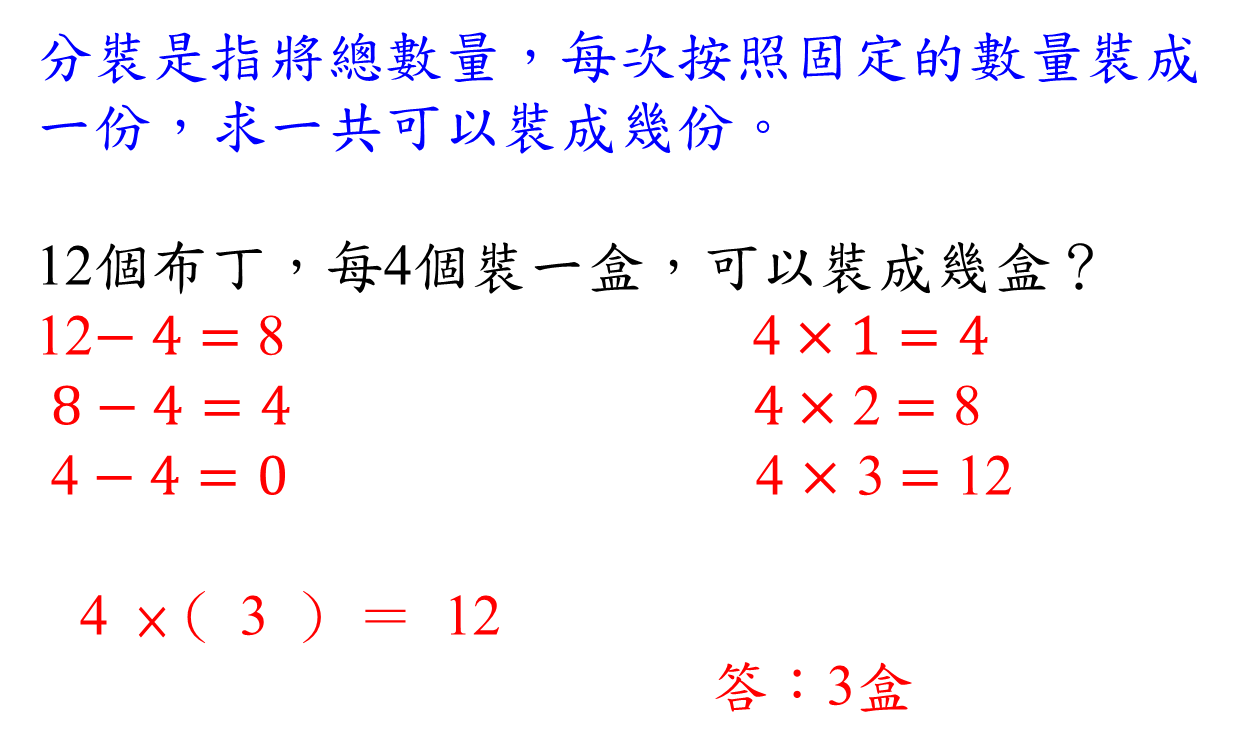 分裝是指將總數量，每次按照固定的數量裝成
一份，求一共可以裝成幾份。
12個布丁，每4個裝一盒，可以裝成幾盒？
12－4＝8
4×1＝4
8－4＝4
4×2＝8
4－4＝0
4×3＝12
4 ×（ 3 ）＝ 12
答：3盒